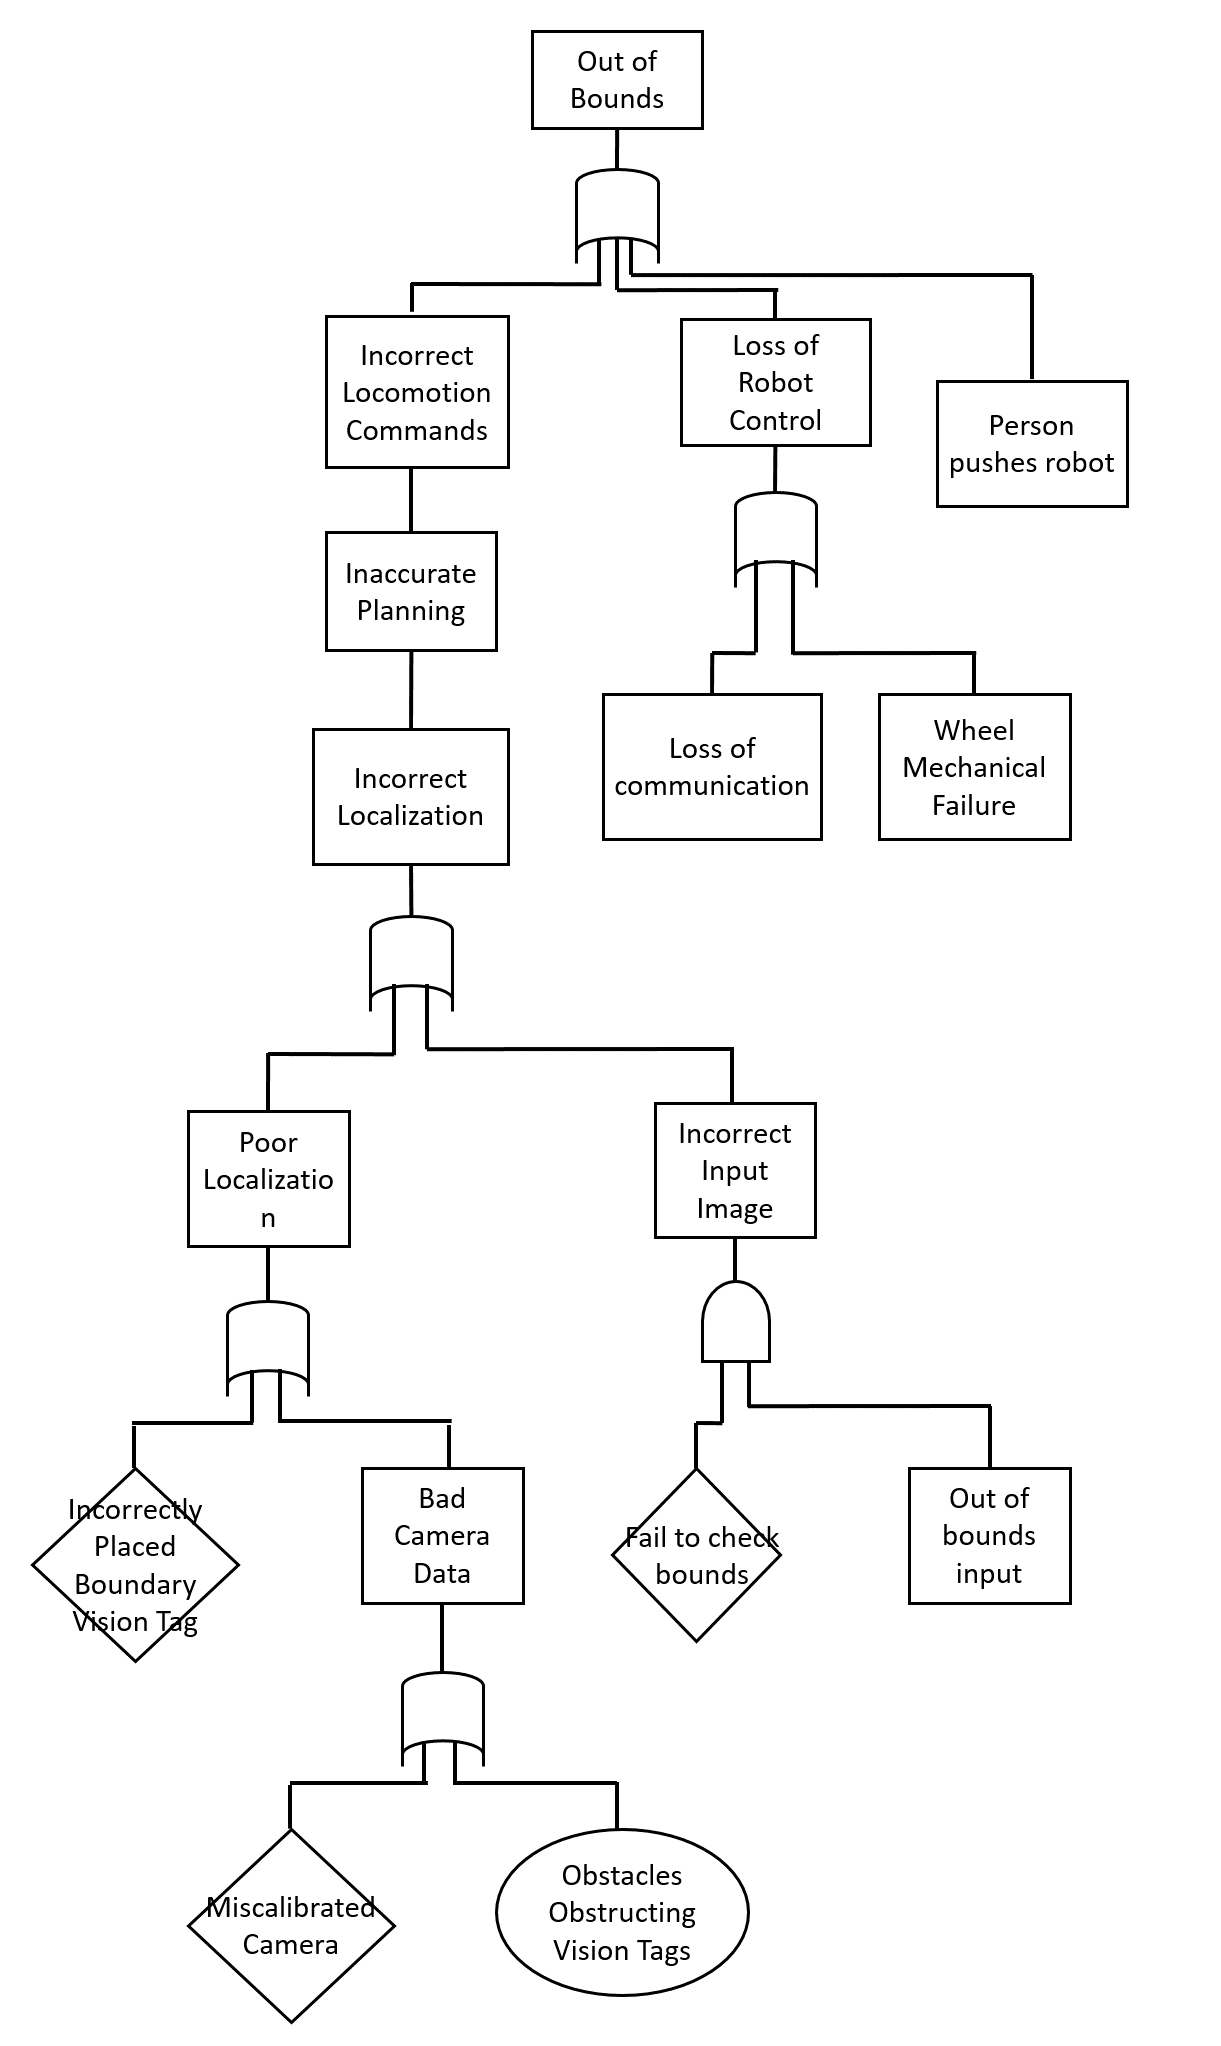 Out of
Bounds
Incorrect
Locomotion
Commands
Loss of
Robot
Control
Person
pushes robot
Inaccurate
Planning
Loss of
communication
Wheel
Mechanical
Failure
Incorrect
Localization
Poor
Localizatio
n
Incorrect
Input
Image
Incorrectly
Placed
Boundary
Vision Tag
Bad
Camera
Data
Fail to check
bounds
Out of
bounds
input
Miscalibrated
Camera
Obstacles
Obstructing
Vision Tags